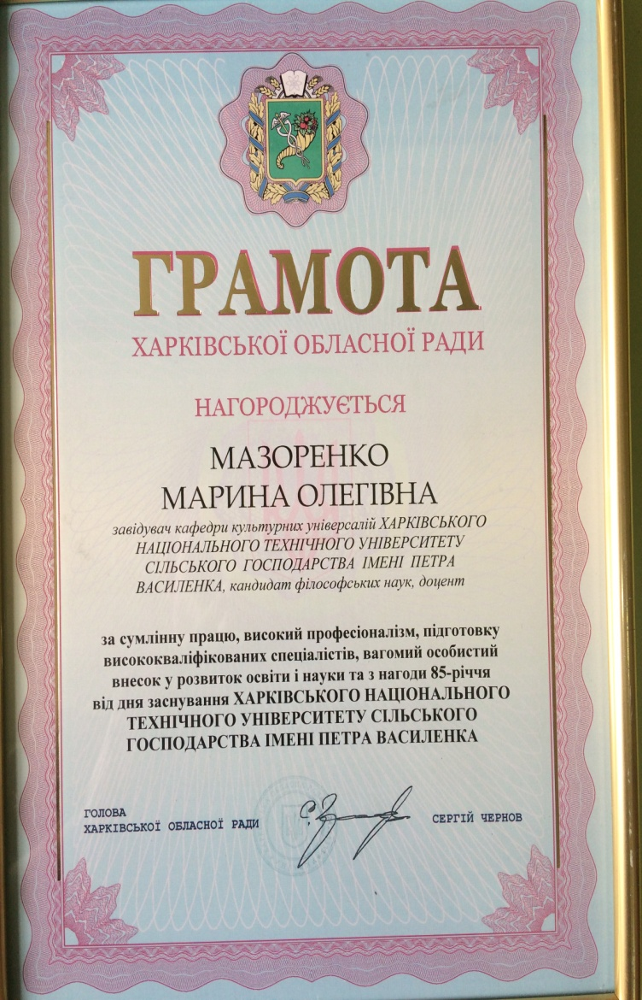 ГРАМОТА
ХАРКІВСЬКОЇ ОБЛАСНОЇ РАДИ
НАГОРОДЖУЄТЬСЯ
МАЗОРЕНКО
МАРИНА ОЛЕГІВНА
завідувач кафедри культурних універсалій ХАРКІВСЬКОГО
НАЦІОНАЛЬНОГО ТЕХНІЧНОГО УНІВЕРСИТЕТУ
СІЛЬСЬКОГО ГОСПОДАРСТВА ІМЕНІ ПЕТРА
ВАСИЛЕНКА, кандидат філософських наук, доцент
за сумлінну працю, високий професіоналізм, підготовку
висококваліфікованих спеціалістів, вагомий особистий
внесок у розвиток освіти і науки та з нагоди 85-річчя
від дня заснування ХАРКІВСЬКОГО НАЦІОНАЛЬНОГО
ТЕХНІЧНОГО УНІВЕРСИТЕТУ СІЛЬСЬКОГО
ГОСПОДАРСТВА ІМЕНІ ПЕТРА ВАСИЛЕНКА
ГОЛОВА
ХАРКІВСЬКОЇ ОБЛАСНОЇ РАДИ
СЕРГІЙ ЧЕРНОВ